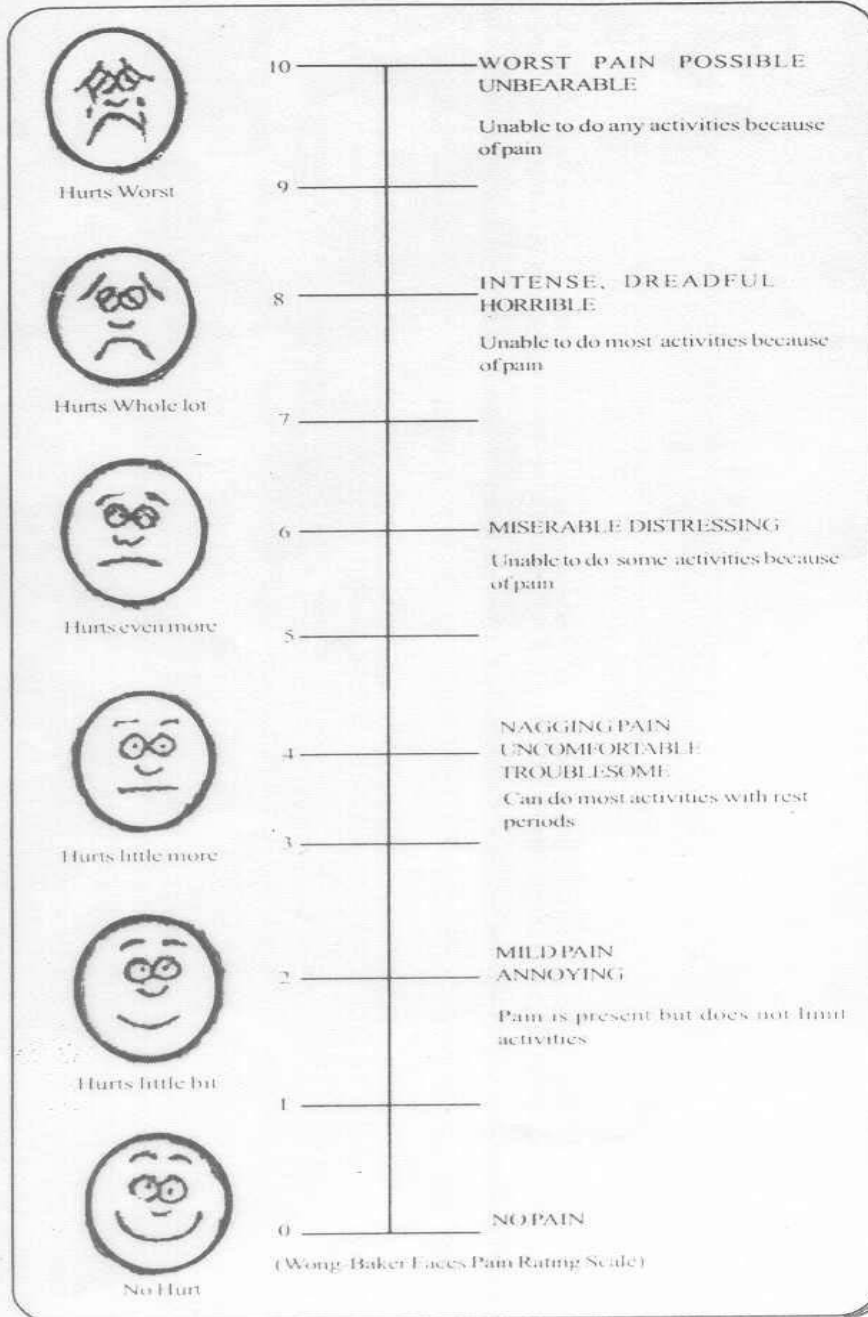 10
WORST PAIN POSSIBLE
UNBEARABLE
Unable to do any activities because
of pain
Hurts Worst
9
8
INTENSE, DREADFUL
HORRIBLE
Unable to do most activities because
of pain
Hurts Whole lot
7
6
MISERABLE DISTRESSING
Unable to do some activities because
of pain
Hurts even more
5
NAGGING PAIN
4
UNCOMFORTABLE
TROUBLESOME
Can do most activities with rest
periods
3
Hurts little more
MILD PAIN
2
ANNOYING
Pain is present but does not limit
activities
Hurts little bit
1
0
NO PAIN
(Wong-Baker Faces Pain Rating Scale)
No Hurt